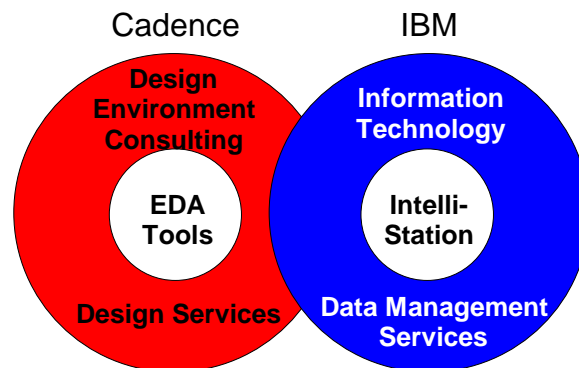 Cadence
IBM
Design
Environment
Consulting
Information
Technology
EDA
Tools
Intelli-
Station
Design Services
Data Management
Services